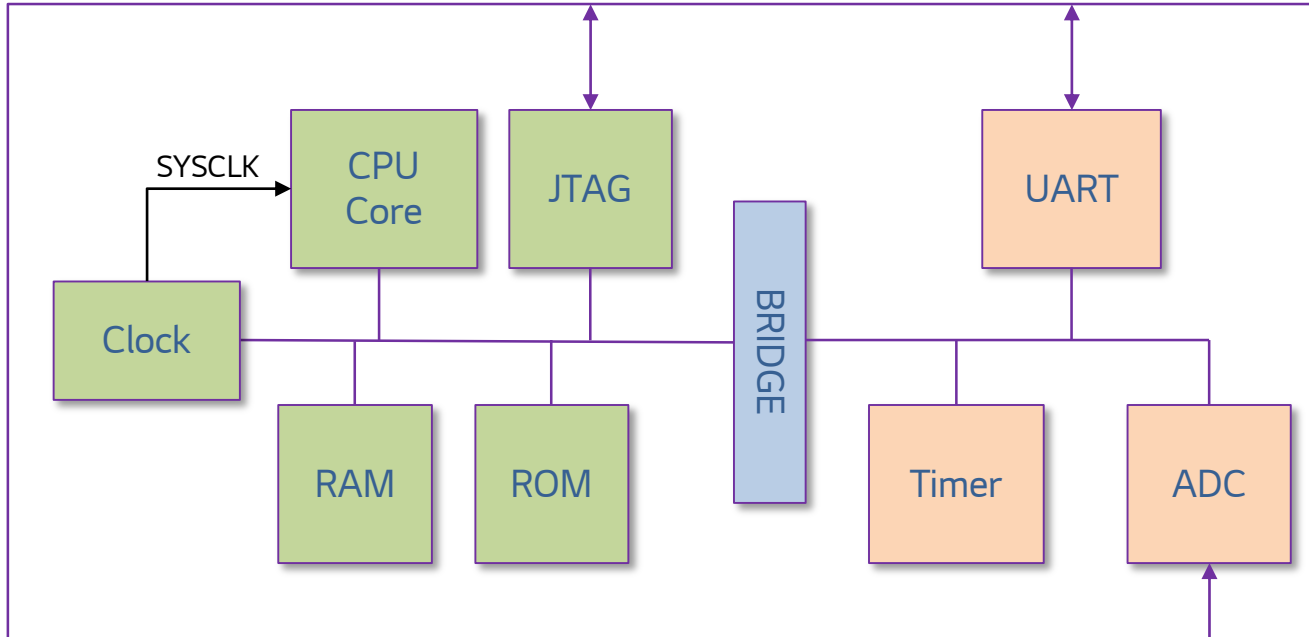 SYSCLK
CPU
Core
JTAG
UART
Clock
BRIDGE
RAM
ROM
Timer
ADC